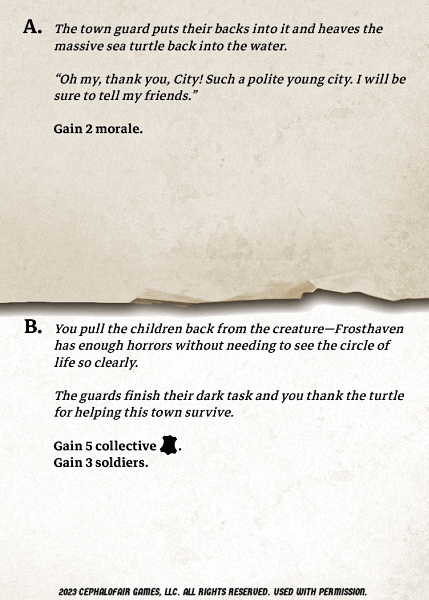 A. The town guard puts their backs into it and heaves the
massive sea turtle back into the water.
“Oh my, thank you, City! Such a polite young city. I will be
sure to tell my friends.”
Gain 2 morale.
B. You pull the children back from the creature—Frosthaven
has enough horrors without needing to see the circle of
life so clearly.
The guards finish their dark task and you thank the turtle
for helping this town survive.
Gain 5 collective .
Gain 3 soldiers.
2023 CEPHALOFAIR GAMES, LLC. ALL RIGHTS RESERVED. USED WITH PERMISSION.